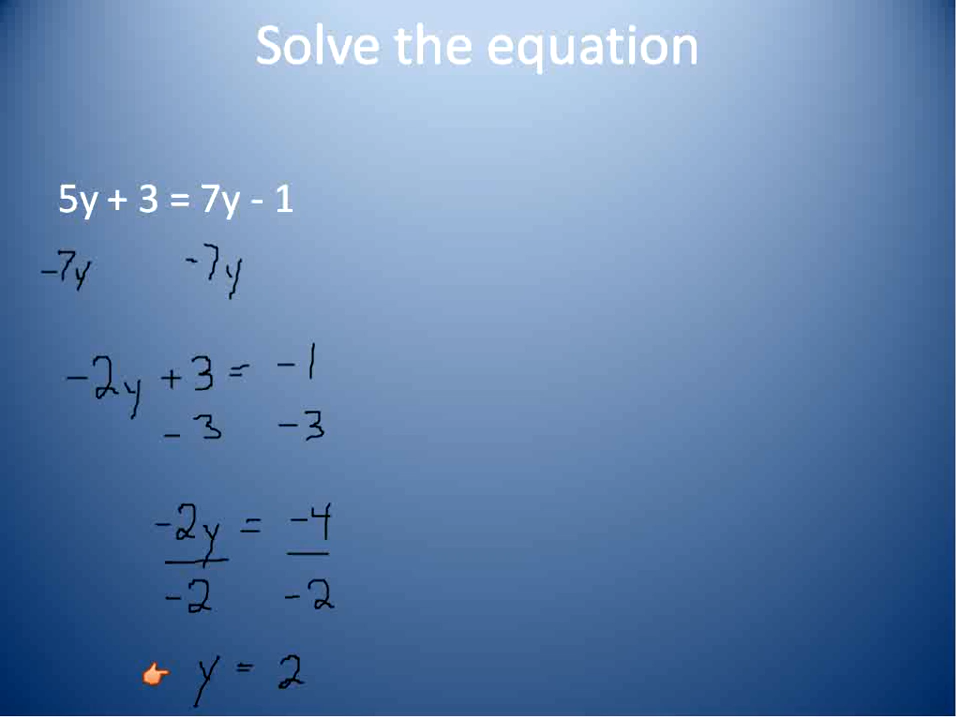 Solve the equation
5y + 3 = 7y - 1
-7y -7y
-2y + 3 = -1
- 3 - 3
-2y = -4
-2 -2
y = 2